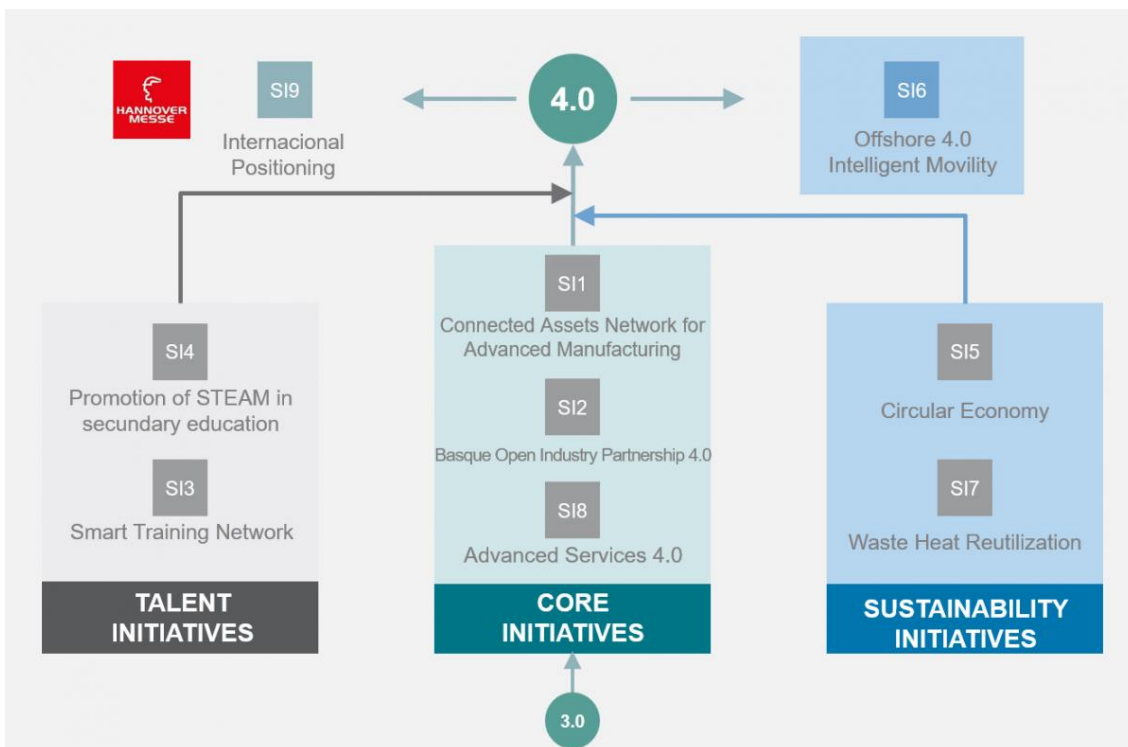 HANNOVER
MESSE
SI9
Internacional
Positioning
4.0
SI6
Offshore 4.0
Intelligent Movility
SI4
Promotion of STEAM in
secundary education
SI3
Smart Training Network
TALENT
INITIATIVES
SI1
Connected Assets Network for
Advanced Manufacturing
SI2
Basque Open Industry Partnership 4.0
SI8
Advanced Services 4.0
CORE
INITIATIVES
SI5
Circular Economy
SI7
Waste Heat Reutilization
SUSTAINABILITY
INITIATIVES
3.0